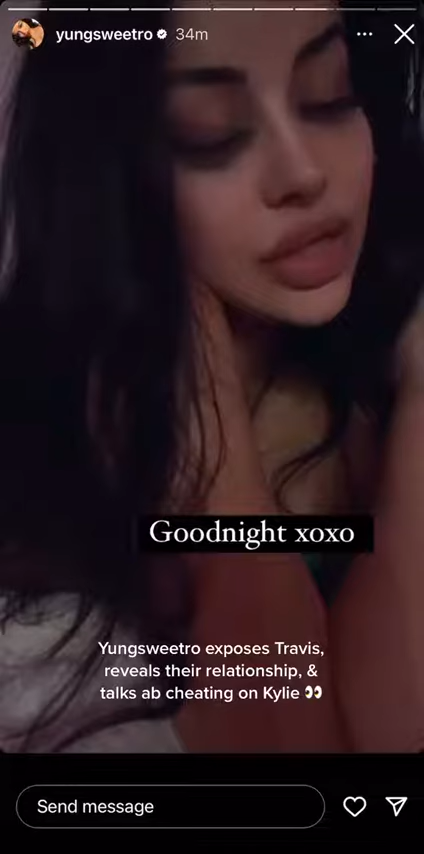 yungsweetro 34m
Goodnight xoxo
Yungsweetro exposes Travis,
reveals their relationship, &
talks ab cheating on Kylie 👀
Send message